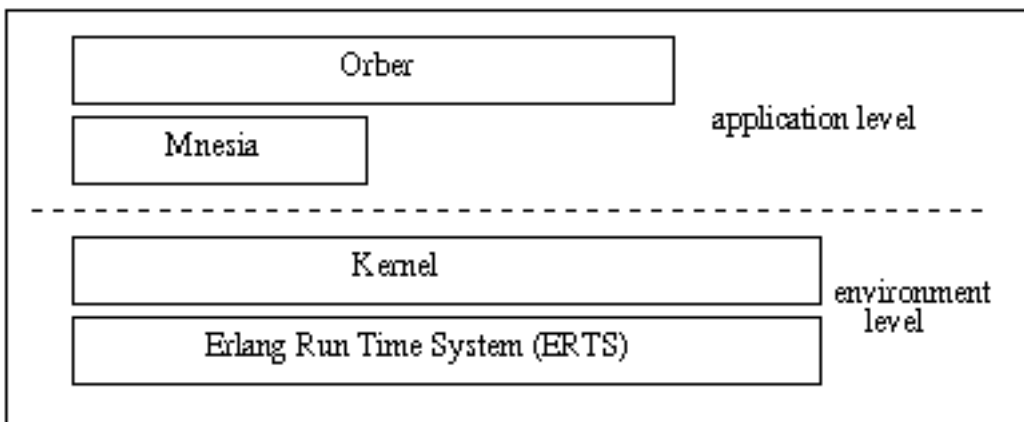 Orber
application level
Mnesia
Kernel
environment
level
Erlang Run Time System (ERTS)